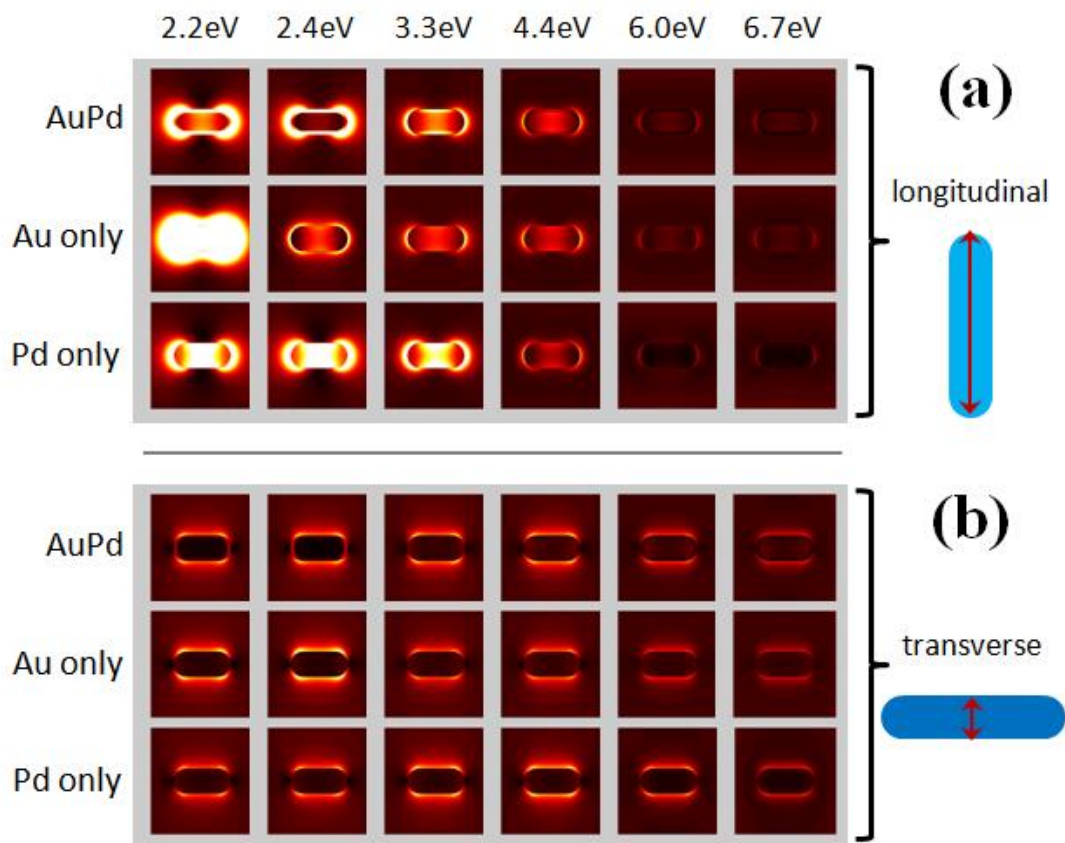 2.2eV 2.4eV 3.3eV 4.4eV 6.0eV 6.7eV
AuPd
(a)
longitudinal
Au only
Pd only
AuPd
(b)
Au only
transverse
Pd only